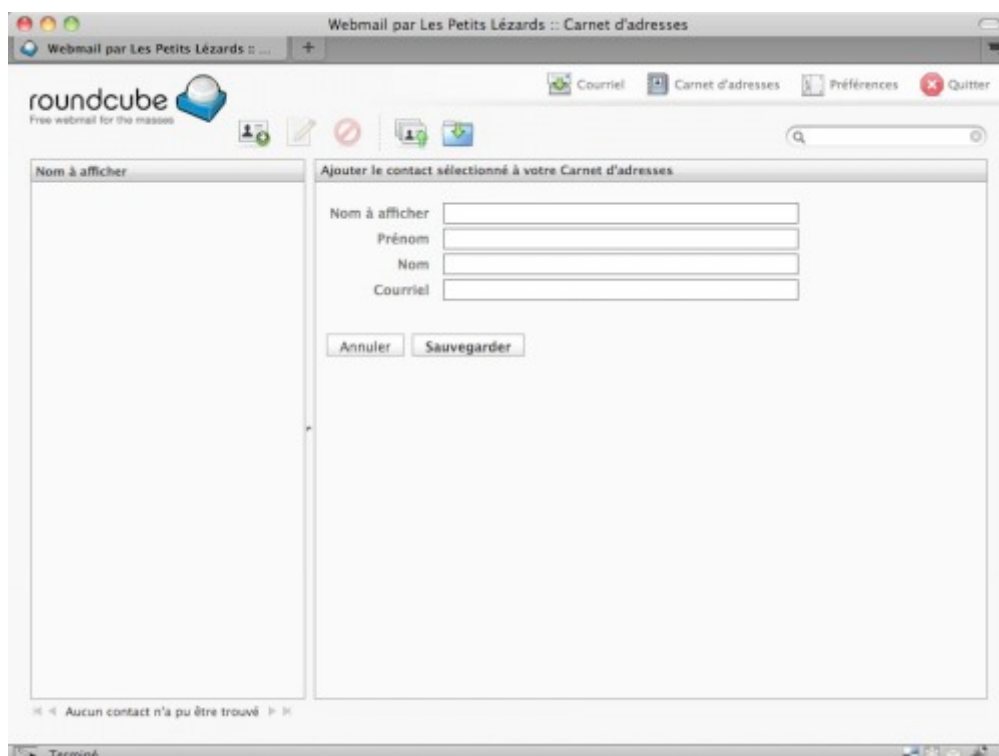 Webmail par Les Petits Lézards :: Carnet d'adresses
Webmail par Les Petits Lézards :: ...
roundcube
Free webmail for the masses
Courriel
Carnet d'adresses
Préférences
Quitter
Nom à afficher
Ajouter le contact sélectionné à votre Carnet d'adresses
Nom à afficher
Prénom
Nom
Courriel
Annuler
Sauvegarder
Aucun contact n'a pu être trouvé
Terminé